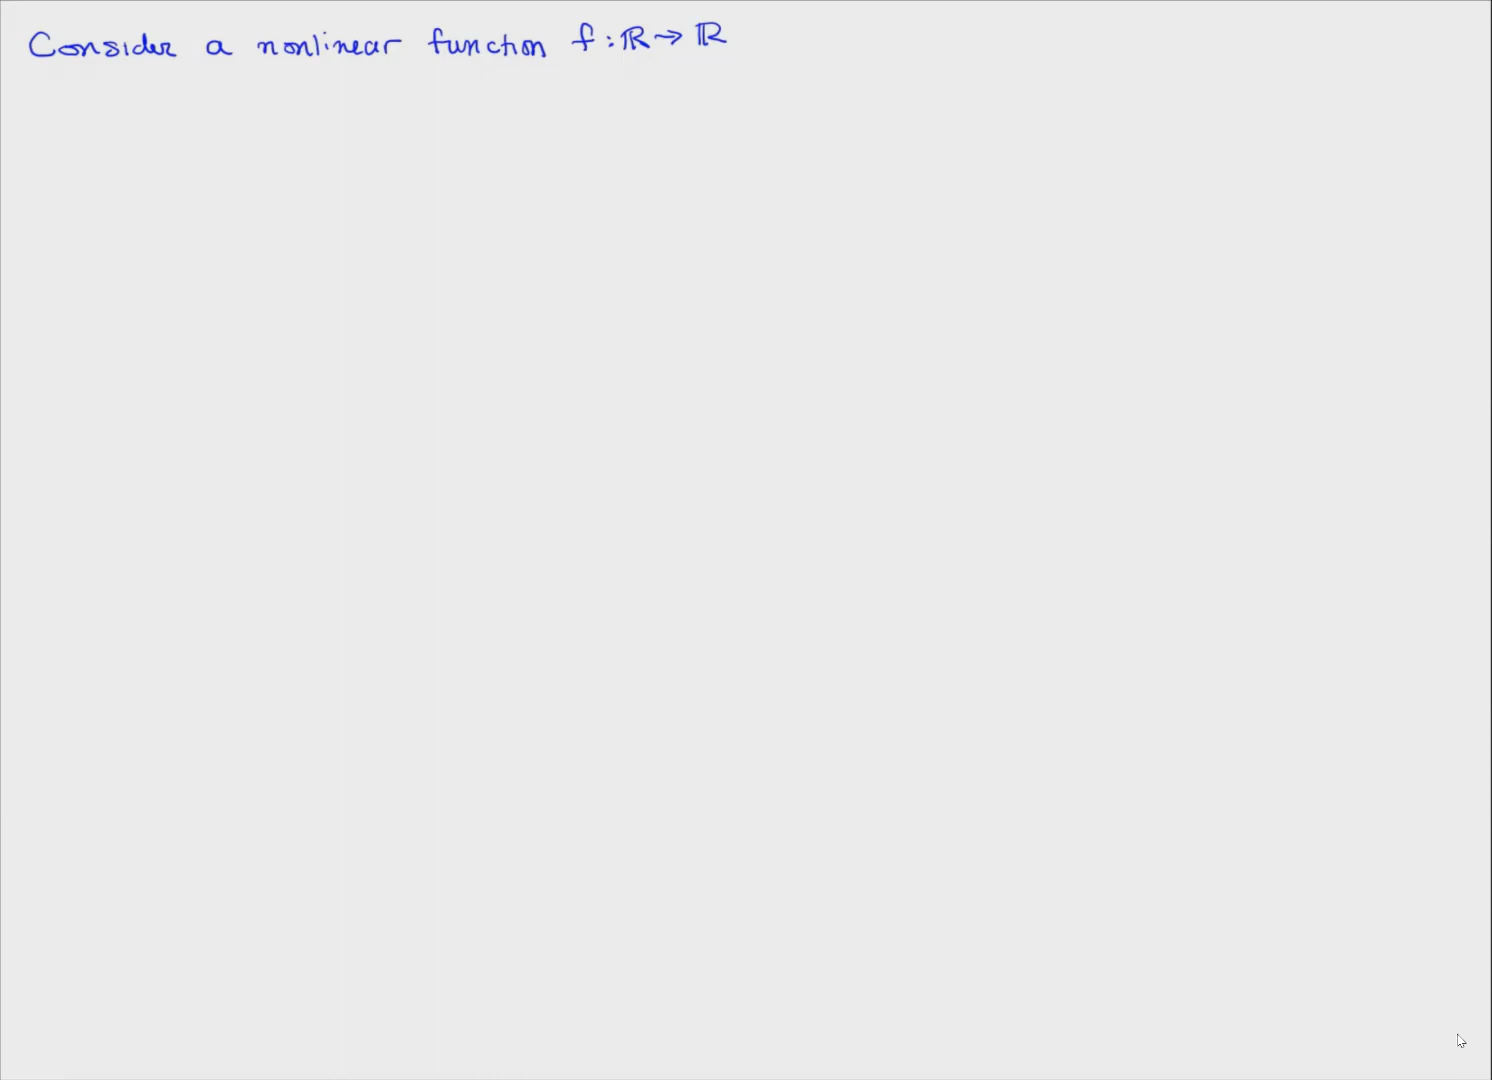 Consider a nonlinear function f : ℝ → ℝ